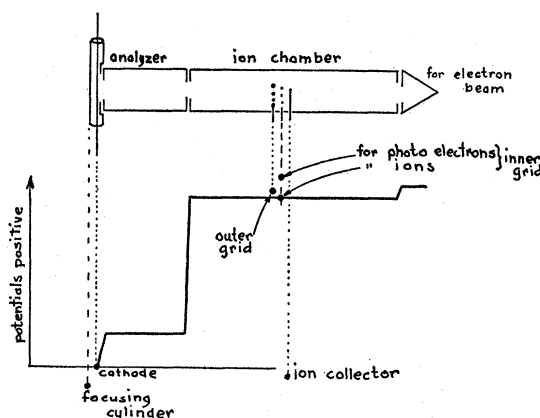 analyzer
ion chamber
for electron
beam
for photo electrons } inner
" ions grid
outer
grid
potentials positive
cathode
ion collector
focusing
cylinder